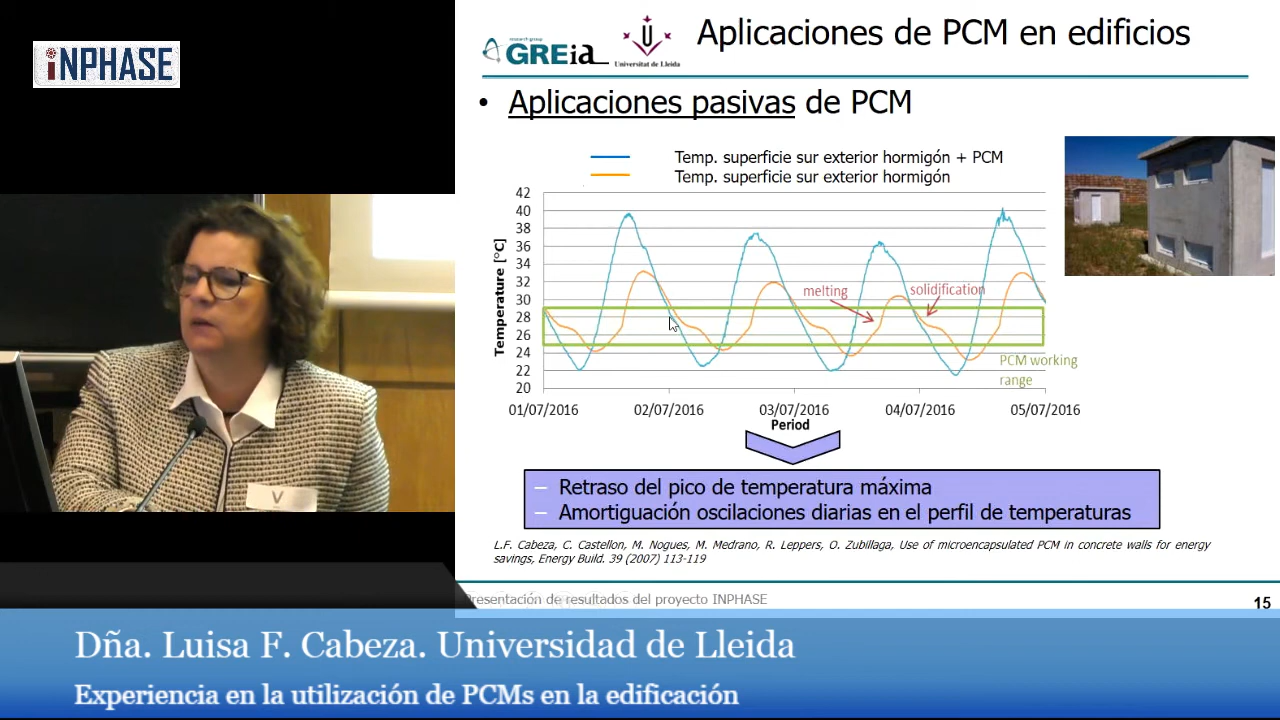 iNPHASE
research group
GREiA
Universitat de Lleida
Aplicaciones de PCM en edificios
• Aplicaciones pasivas de PCM
Temp. superficie sur exterior hormigón + PCM
Temp. superficie sur exterior hormigón
Temperature [°C]
42
40
38
36
34
32
30
28
26
24
22
20
melting
solidification
PCM working
range
01/07/2016 02/07/2016 03/07/2016 04/07/2016 05/07/2016
Period
– Retraso del pico de temperatura máxima
– Amortiguación oscilaciones diarias en el perfil de temperaturas
L.F. Cabeza, C. Castellon, M. Nogues, M. Medrano, R. Leppers, O. Zubillaga, Use of microencapsulated PCM in concrete walls for energy
savings, Energy Build. 39 (2007) 113-119
Presentación de resultados del proyecto INPHASE
15
Dña. Luisa F. Cabeza. Universidad de Lleida
Experiencia en la utilización de PCMs en la edificación